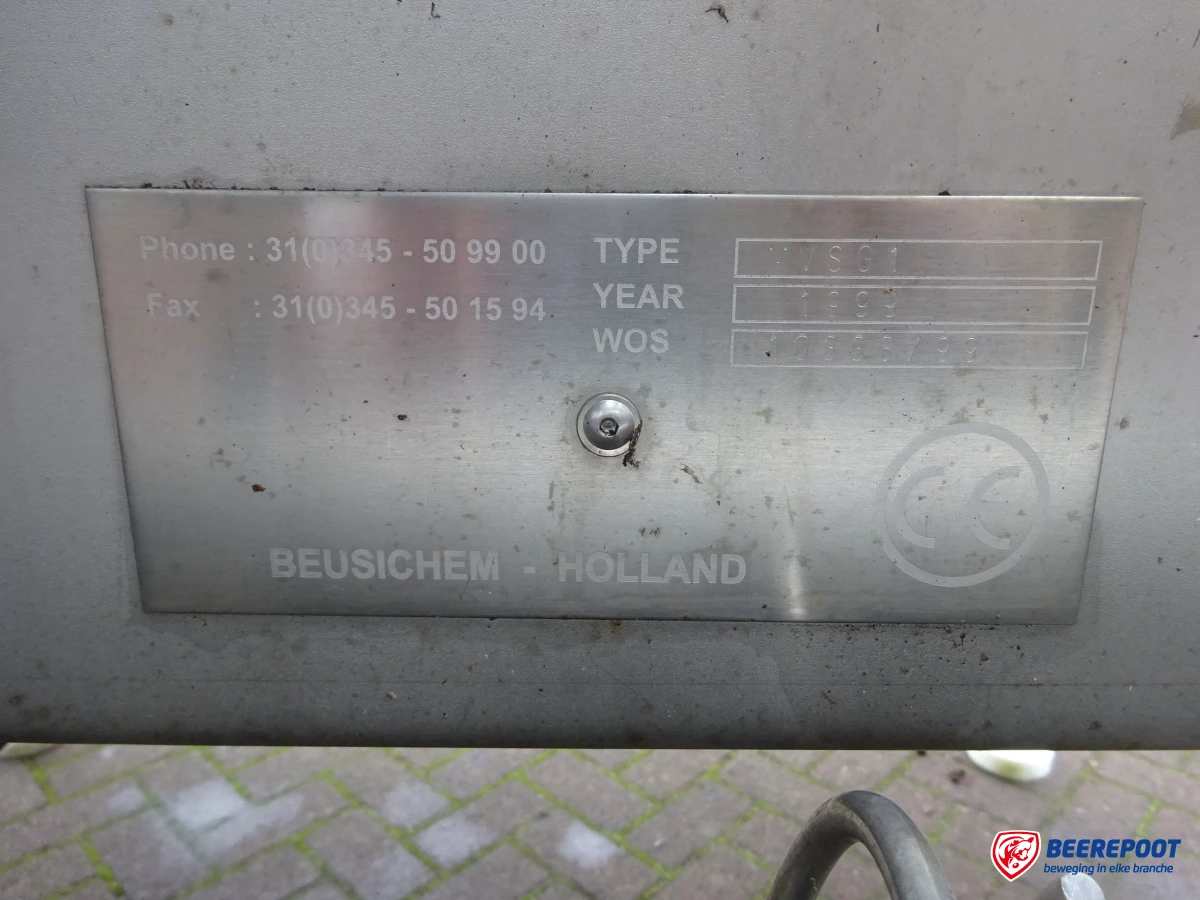 Phone : 31(0)345 - 50 99 00
Fax : 31(0)345 - 50 15 94
TYPE
YEAR 1999
WOS
CE
BEUSICHEM - HOLLAND
BEEREPOOT
beweging in elke branche